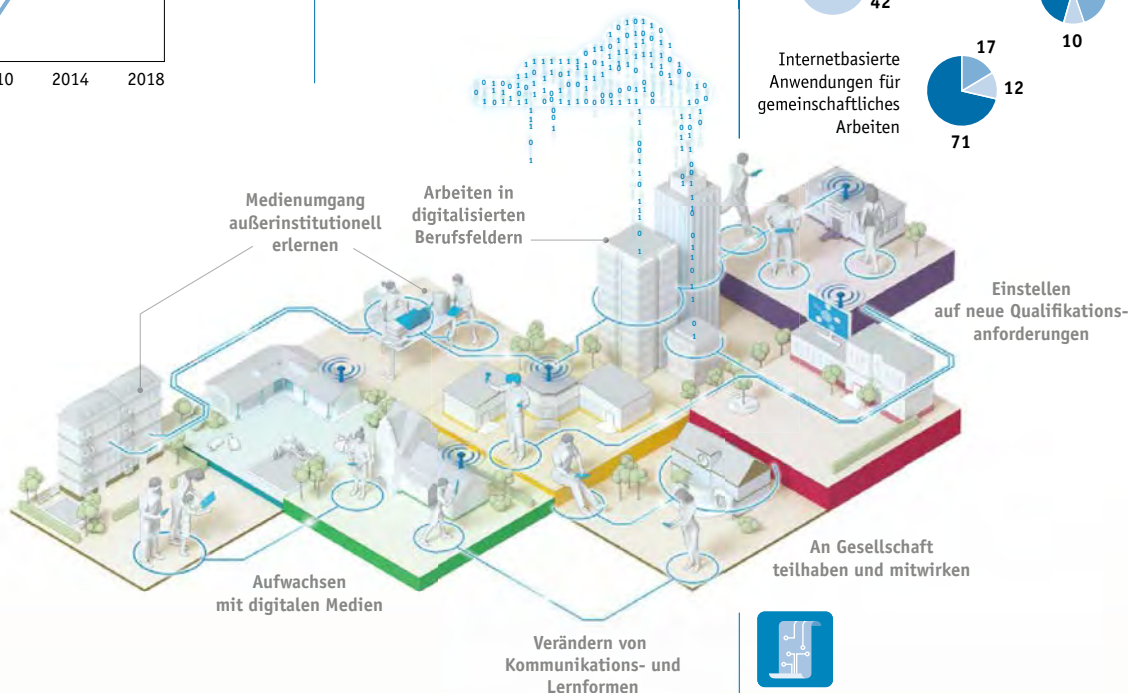 42
10
10
2014
2018
Internetbasierte
Anwendungen für
gemeinschaftliches
Arbeiten
17
12
71
Medienumgang
außerinstitutionell
erlernen
Arbeiten in
digitalisierten
Berufsfeldern
Einstellen
auf neue Qualifikations-
anforderungen
An Gesellschaft
teilhaben und mitwirken
Aufwachsen
mit digitalen Medien
Verändern von
Kommunikations- und
Lernformen